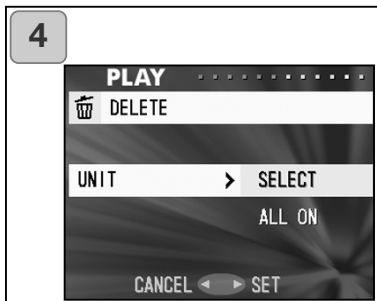 4
PLAY
DELETE
UNIT > SELECT
ALL ON
CANCEL ◄ ► SET